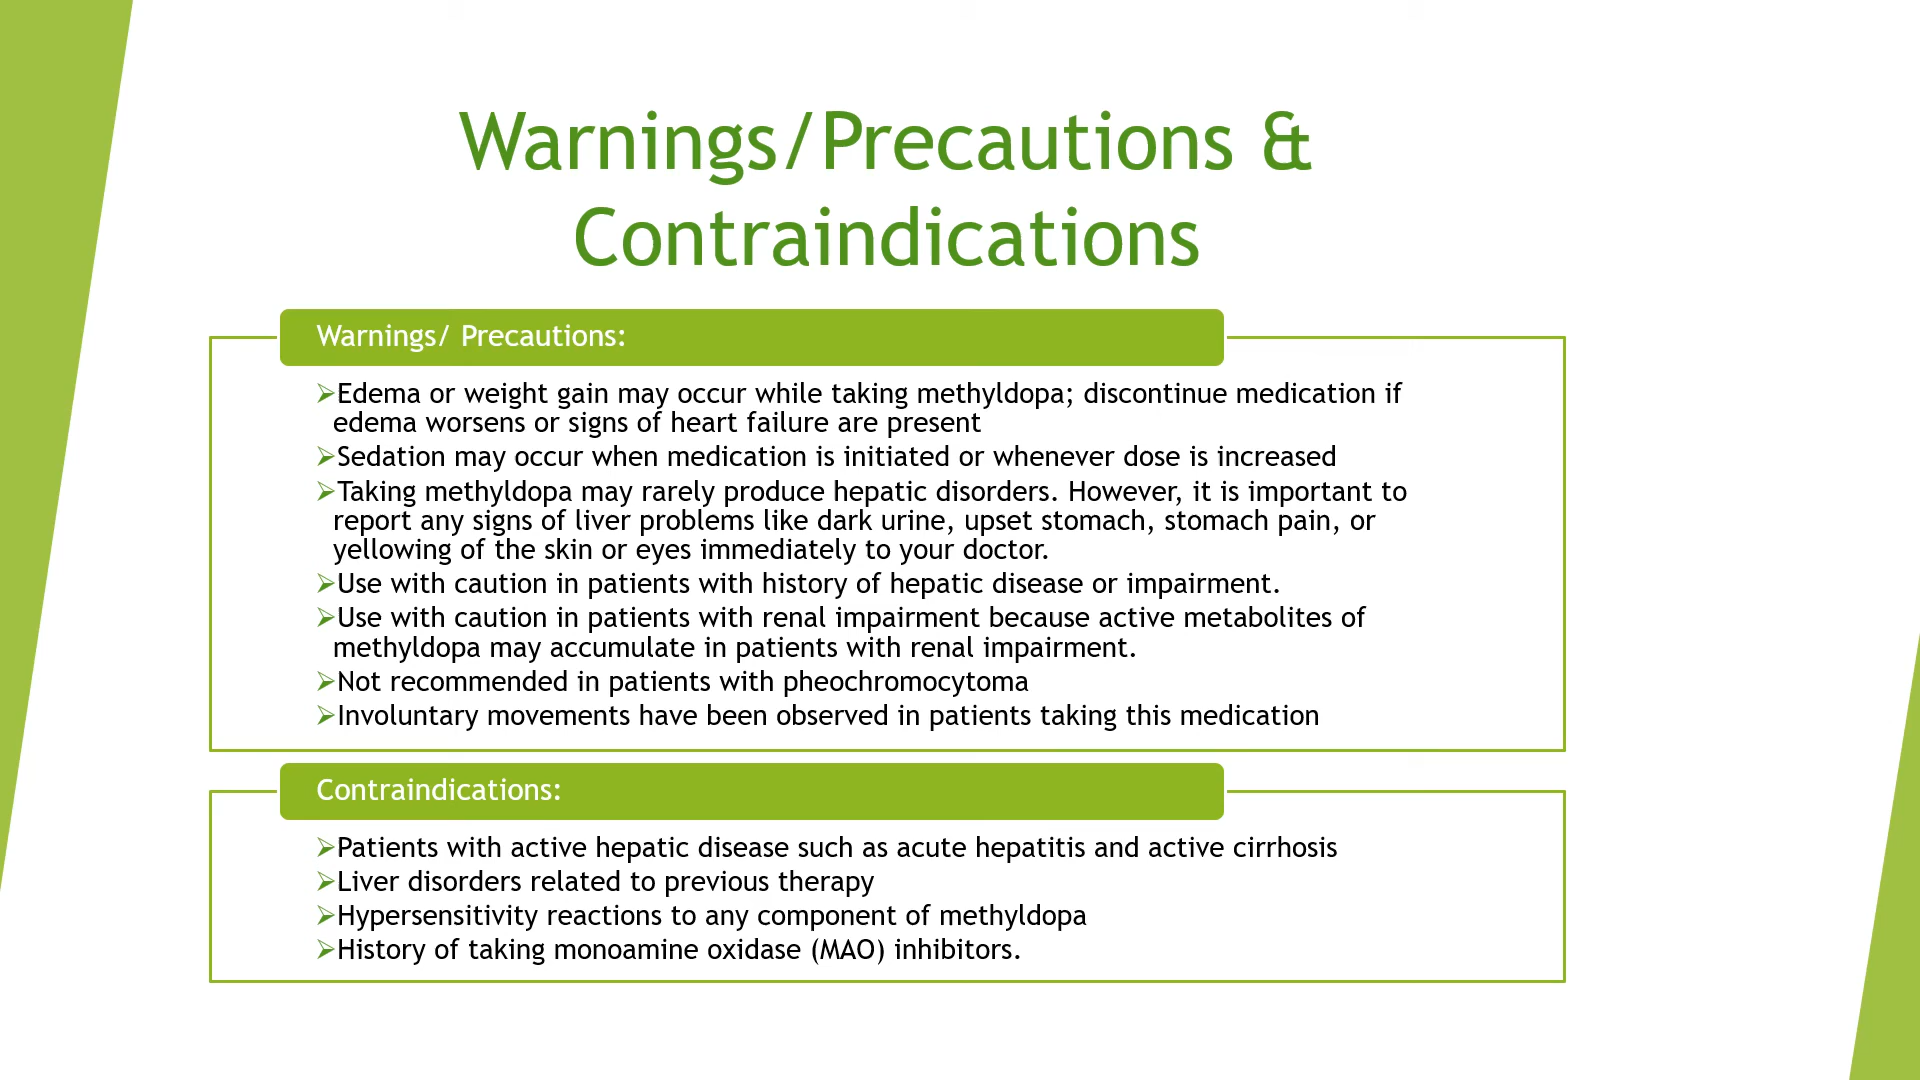 Warnings/Precautions &
Contraindications
Warnings/ Precautions:
➢Edema or weight gain may occur while taking methyldopa; discontinue medication if
edema worsens or signs of heart failure are present
➢Sedation may occur when medication is initiated or whenever dose is increased
➢Taking methyldopa may rarely produce hepatic disorders. However, it is important to
report any signs of liver problems like dark urine, upset stomach, stomach pain, or
yellowing of the skin or eyes immediately to your doctor.
➢Use with caution in patients with history of hepatic disease or impairment.
➢Use with caution in patients with renal impairment because active metabolites of
methyldopa may accumulate in patients with renal impairment.
➢Not recommended in patients with pheochromocytoma
➢Involuntary movements have been observed in patients taking this medication
Contraindications:
➢Patients with active hepatic disease such as acute hepatitis and active cirrhosis
➢Liver disorders related to previous therapy
➢Hypersensitivity reactions to any component of methyldopa
➢History of taking monoamine oxidase (MAO) inhibitors.